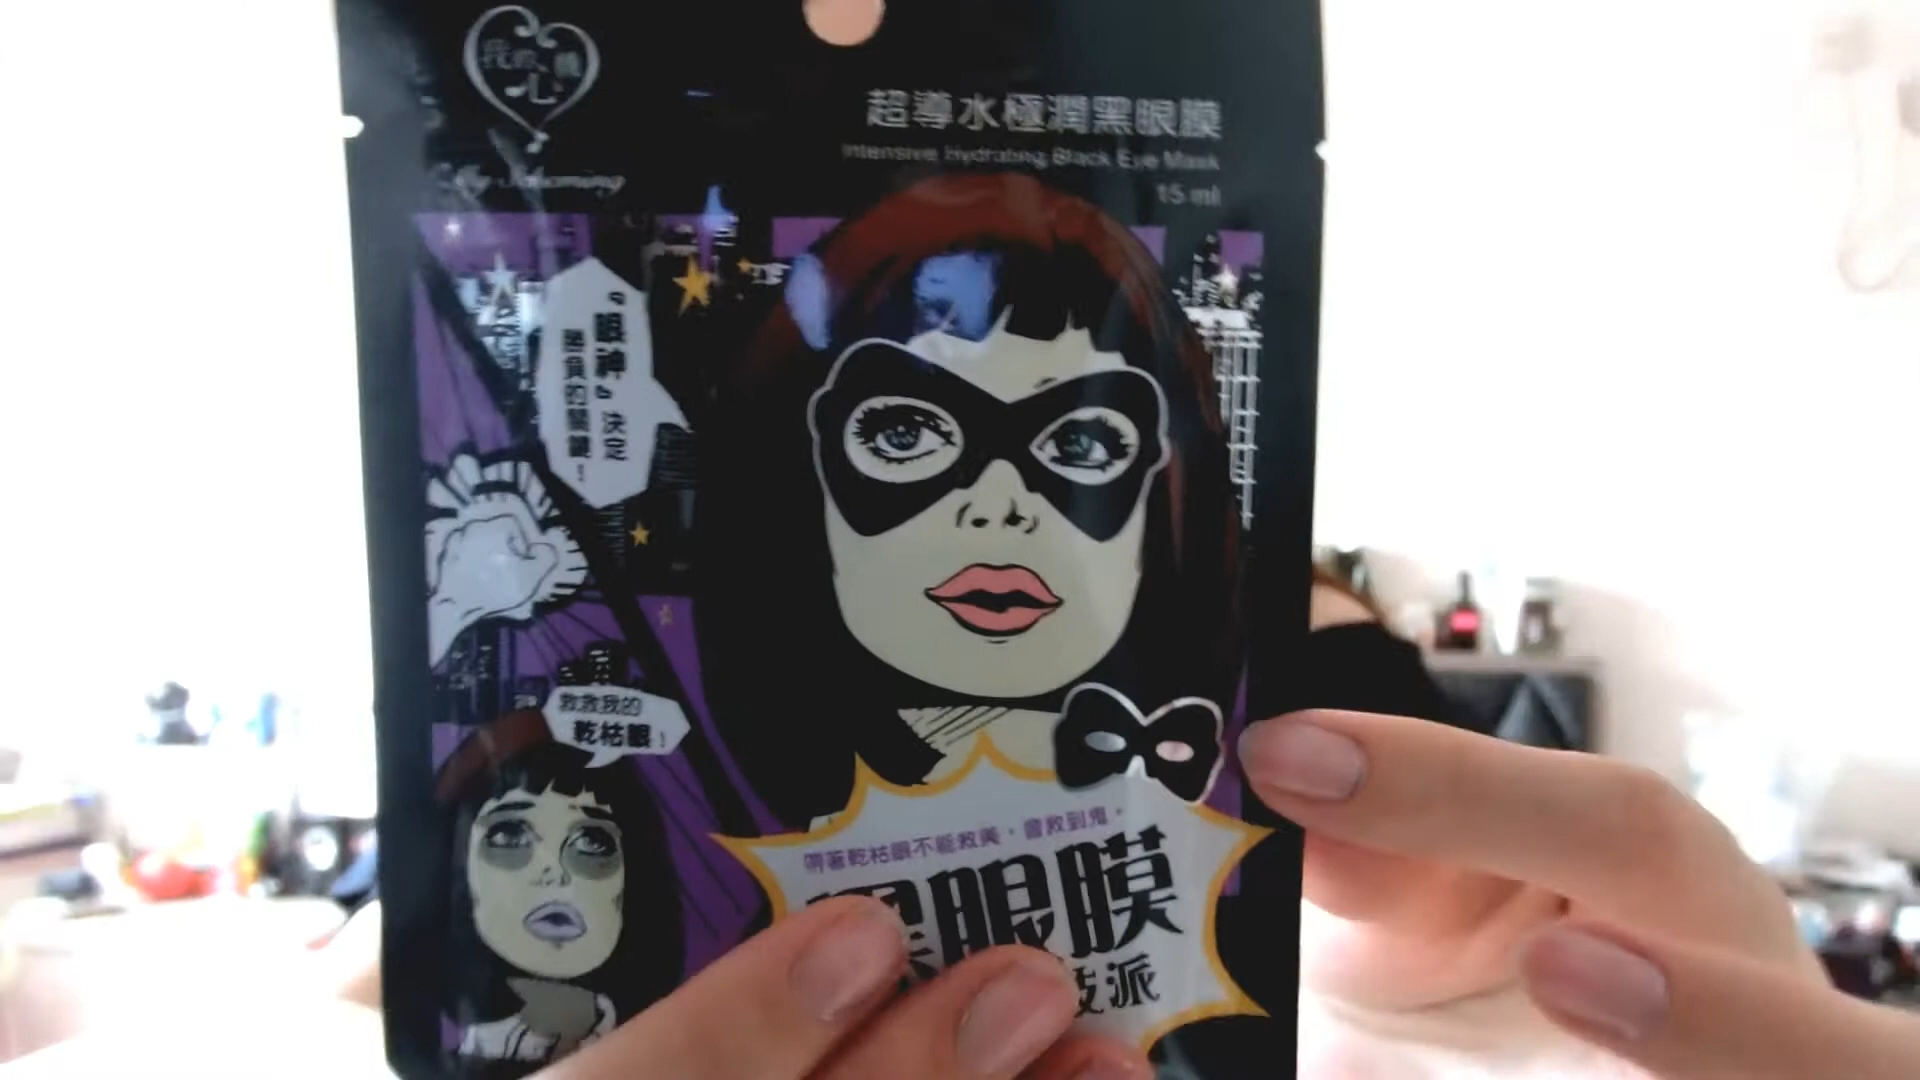 我的心機
超導水極潤黑眼膜
Intensive Hydrating Black Eye Mask
15 ml
『眼神』決定
勝負的關鍵！
救救我的
乾枯眼！
帶著乾枯眼不能救美，會救到鬼。
黑眼膜
派